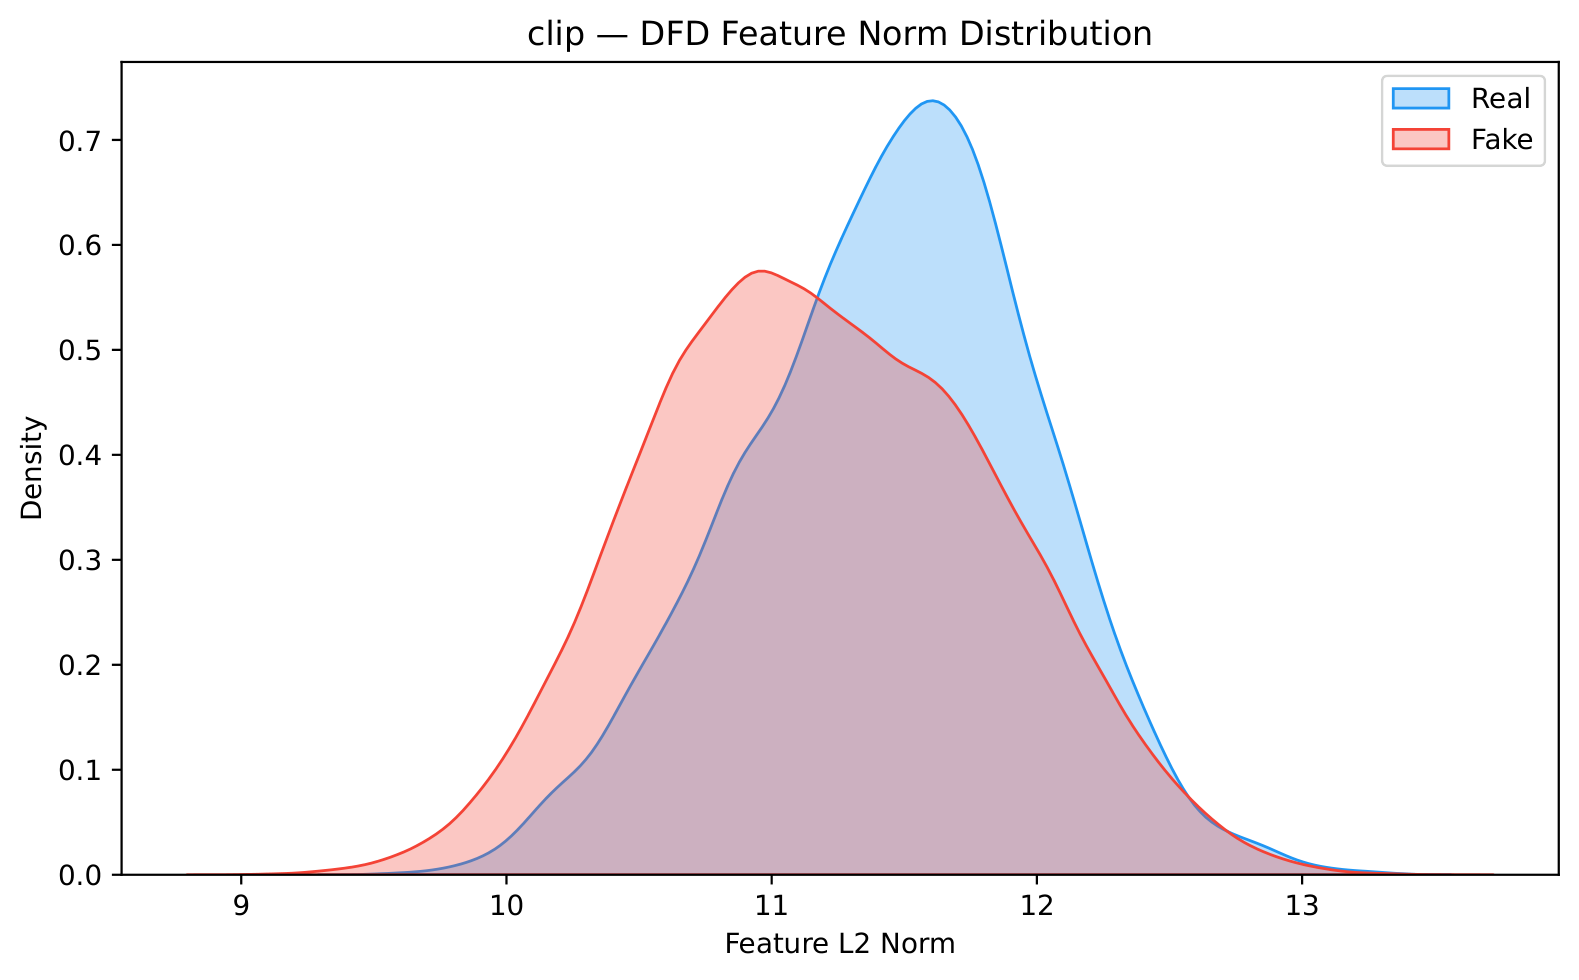 clip — DFD Feature Norm Distribution
Real
Fake
0.7
0.6
0.5
0.4
0.3
0.2
0.1
0.0
Density
9 10 11 12 13
Feature L2 Norm